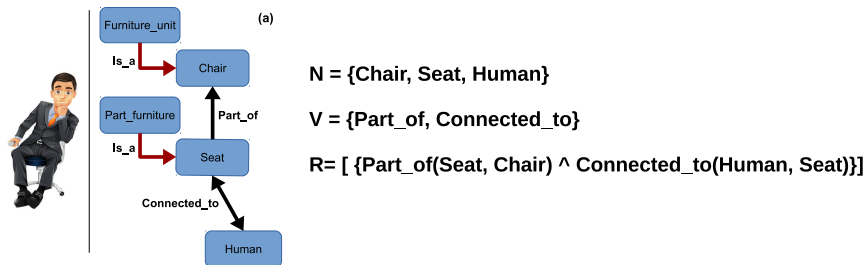 (a)
Furniture_unit
Is_a
Chair
Part_of
Part_furniture
Is_a
Seat
Connected_to
Human
N = {Chair, Seat, Human}
V = {Part_of, Connected_to}
R= [ {Part_of(Seat, Chair) ^ Connected_to(Human, Seat)}]